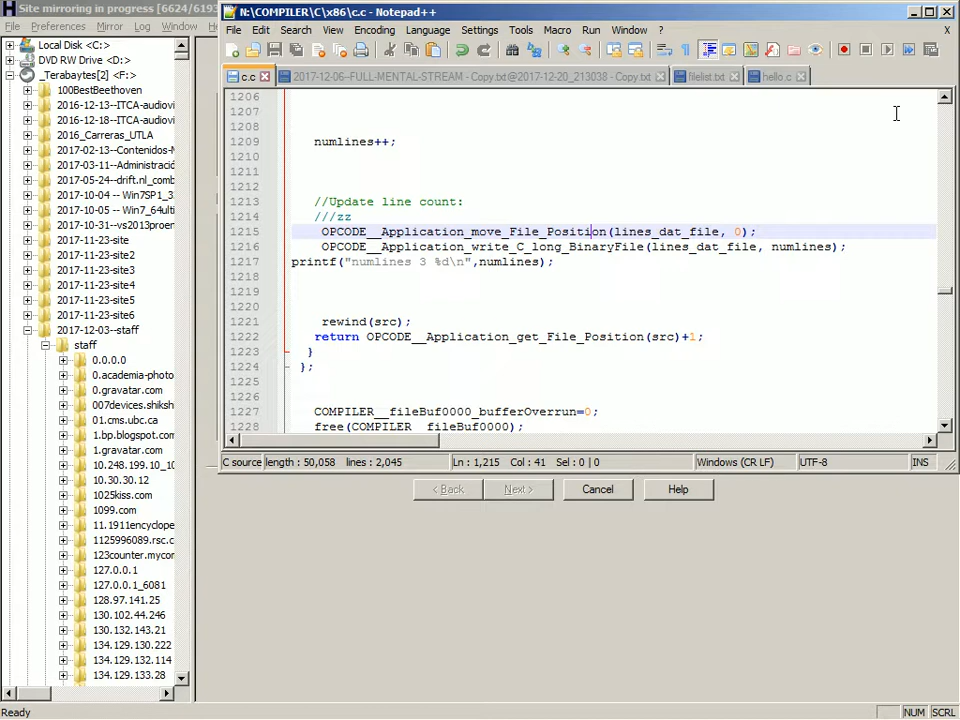 Site mirroring in progress [6624/6193
File Preferences Mirror Log Window
Local Disk <C:>
DVD RW Drive <D:>
_Terabytes[2] <F:>
100BestBeethoven
2016-12-13--ITCA-audiovi
2016-12-18--ITCA-audiovi
2016_Carreras_UTLA
2017-02-13--Contenidos-M
2017-03-11--Administració
2017-05-24--drift.nl_comb
2017-10-04 -- Win7SP1_3
2017-10-05 -- Win7_64ulti
2017-10-31--vs2013proen
2017-11-23-site
2017-11-23-site2
2017-11-23-site3
2017-11-23-site4
2017-11-23-site5
2017-11-23-site6
2017-12-03--staff
staff
0.0.0.0
0.academia-photo
0.gravatar.com
007devices.shiksh
01.cms.ubc.ca
1.bp.blogspot.com
1.gravatar.com
10.248.199.10_10
10.30.30.12
1025kiss.com
1099.com
11.1911encyclope
1125996089.rsc.c
123counter.mycom
127.0.0.1
127.0.0.1_6081
128.97.141.25
130.102.44.246
130.132.143.21
134.129.130.222
134.129.132.114
134.129.133.28
Ready
N:\COMPILER\C\x86\c.c - Notepad++
File Edit Search View Encoding Language Settings Tools Macro Run Window ? X
c.c 2017-12-06--FULL-MENTAL-STREAM - Copy.txt@2017-12-20_213038 - Copy.txt filelist.txt hello.c
1206
1207
1208
1209 numlines++;
1210
1211
1212
1213 //Update line count:
1214 ///zz
1215 OPCODE__Application_move_File_Position(lines_dat_file, 0);
1216 OPCODE__Application_write_C_long_BinaryFile(lines_dat_file, numlines);
1217 printf("numlines 3 %d\n",numlines);
1218
1219
1220
1221 rewind(src);
1222 return OPCODE__Application_get_File_Position(src)+1;
1223 }
1224 };
1225
1226
1227 COMPILER__fileBuf0000_bufferOverrun=0;
1228 free(COMPILER__fileBuf0000);
C source length : 50,058 lines : 2,045 Ln : 1,215 Col : 41 Sel : 0 | 0 Windows (CR LF) UTF-8 INS
< Back Next > Cancel Help
NUM SCRL